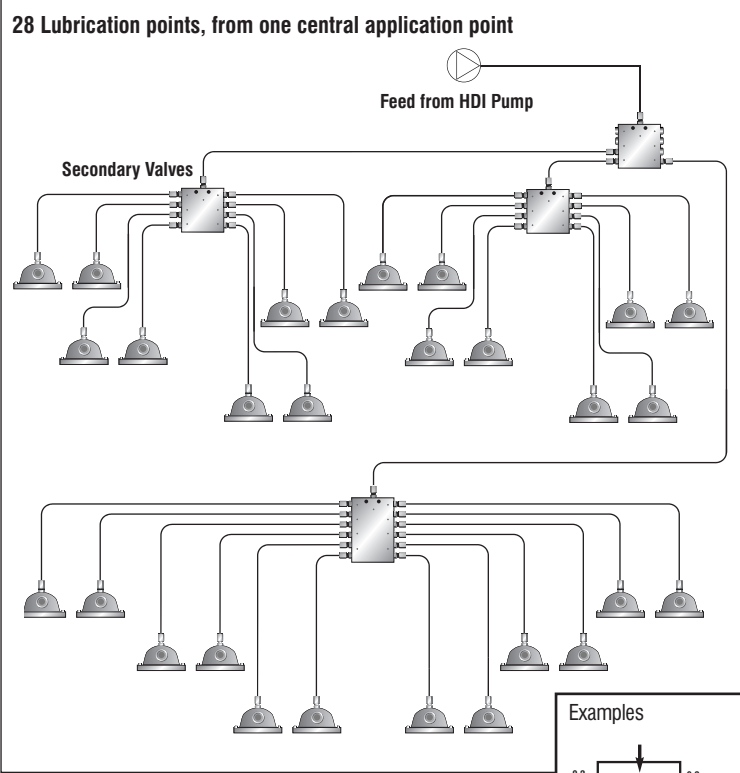 28 Lubrication points, from one central application point
Feed from HDI Pump
Secondary Valves
Examples